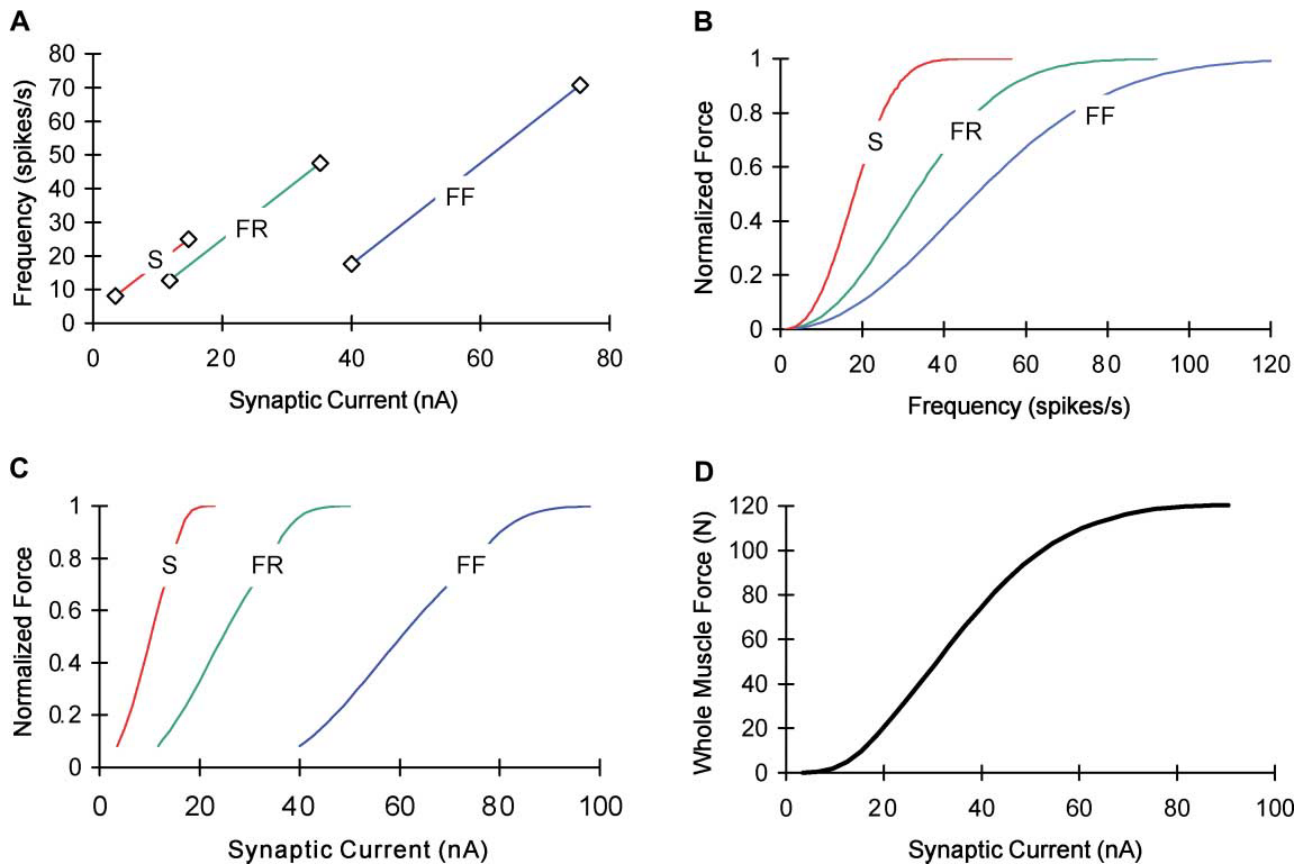 A
Frequency (spikes/s)
80
70
60
50
40
30
20
10
0
S
FR
FF
0 20 40 60 80
Synaptic Current (nA)
B
Normalized Force
1
0.8
0.6
0.4
0.2
0
S
FR
FF
0 20 40 60 80 100 120
Frequency (spikes/s)
C
Normalized Force
1
0.8
0.6
0.4
0.2
0
S FR FF
0 20 40 60 80 100
Synaptic Current (nA)
D
Whole Muscle Force (N)
120
100
80
60
40
20
0
0 20 40 60 80 100
Synaptic Current (nA)